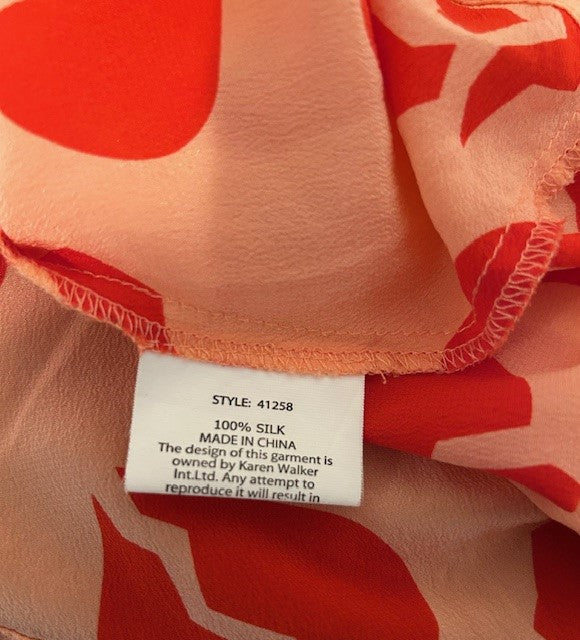 STYLE: 41258
100% SILK
MADE IN CHINA
The design of this garment is
owned by Karen Walker
Int.Ltd. Any attempt to
reproduce it will result in